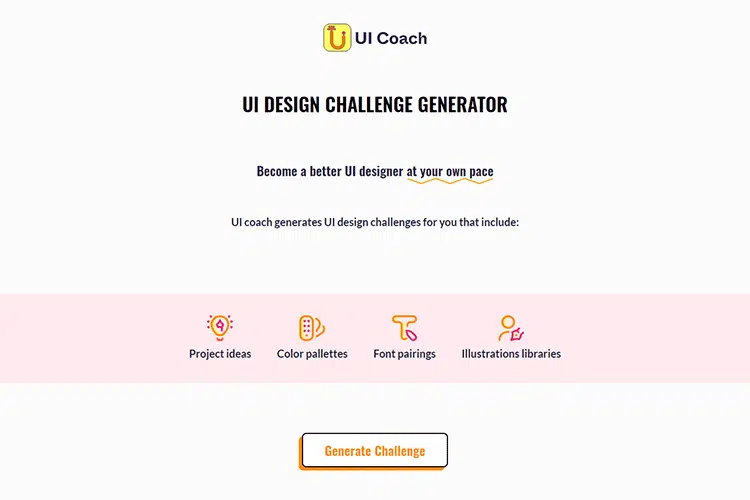 UI Coach
UI DESIGN CHALLENGE GENERATOR
Become a better UI designer at your own pace
UI coach generates UI design challenges for you that include:
Project ideas
Color pallettes
Font pairings
Illustrations libraries
Generate Challenge